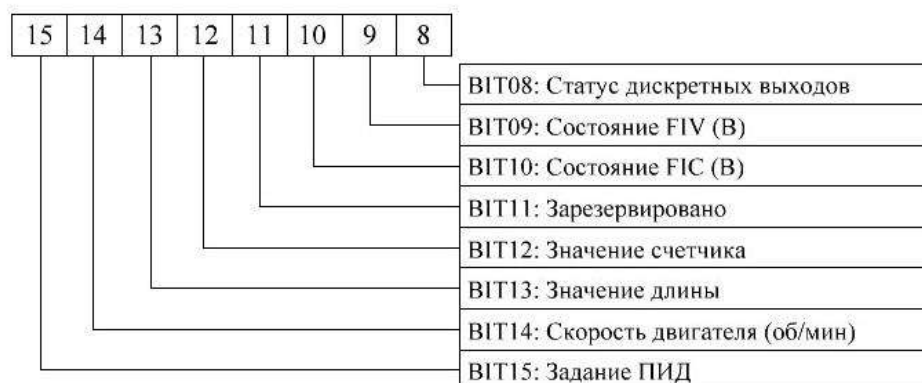 15 14 13 12 11 10 9 8
BIT08: Статус дискретных выходов
BIT09: Состояние FIV (В)
BIT10: Состояние FIC (В)
BIT11: Зарезервировано
BIT12: Значение счетчика
BIT13: Значение длины
BIT14: Скорость двигателя (об/мин)
BIT15: Задание ПИД